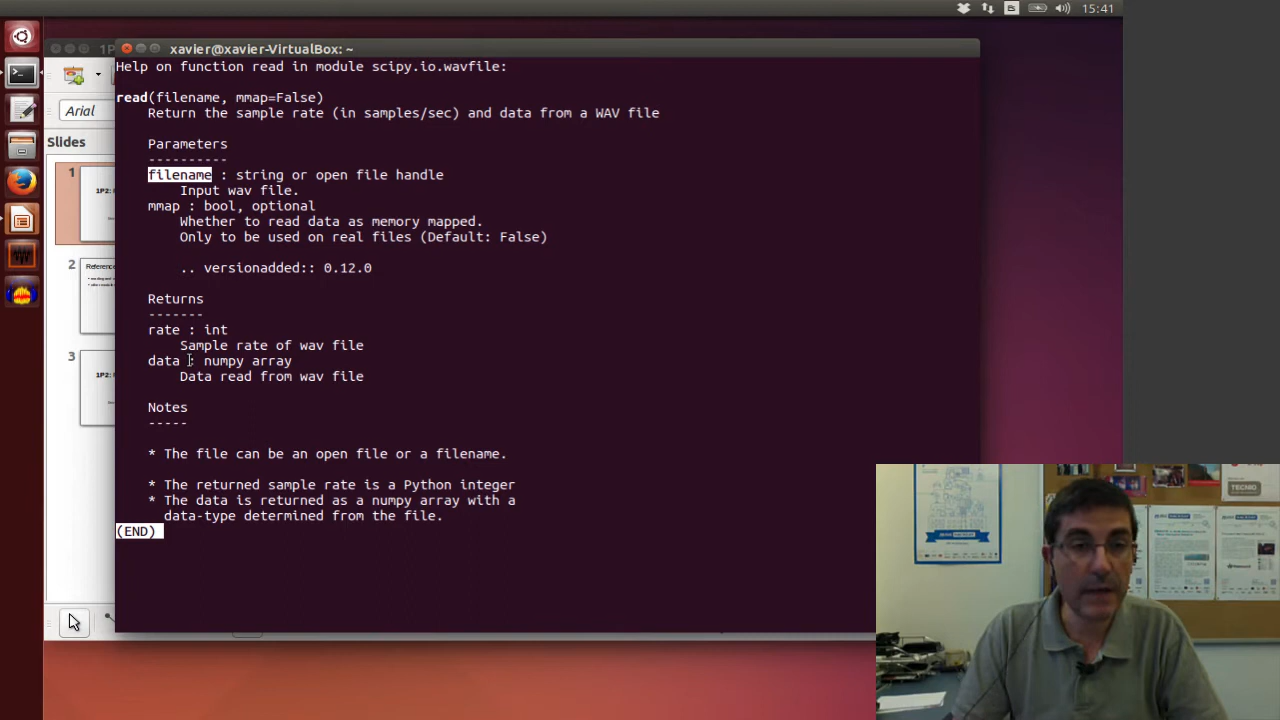 15:41
1P
xavier@xavier-VirtualBox: ~
Help on function read in module scipy.io.wavfile:
read(filename, mmap=False)
Return the sample rate (in samples/sec) and data from a WAV file
Arial
Slides
Parameters
----------
filename : string or open file handle
Input wav file.
mmap : bool, optional
Whether to read data as memory mapped.
Only to be used on real files (Default: False)
.. versionadded:: 0.12.0
Returns
-------
rate : int
Sample rate of wav file
data : numpy array
Data read from wav file
Notes
-----
* The file can be an open file or a filename.
* The returned sample rate is a Python integer
* The data is returned as a numpy array with a
data-type determined from the file.
(END)
1
1P2:
2
Reference
3
1P2:
TECNIO